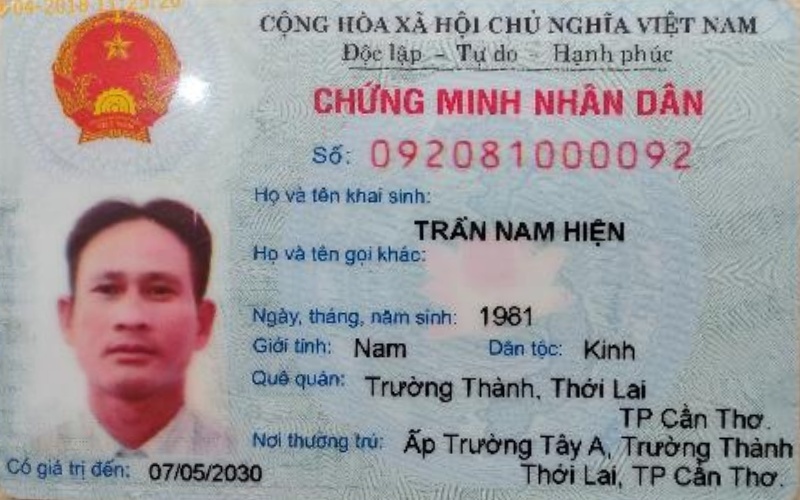 04-2018 11:25:20
CỘNG HÒA XÃ HỘI CHỦ NGHĨA VIỆT NAM
Độc lập - Tự do - Hạnh phúc
CHỨNG MINH NHÂN DÂN
Số: 092081000092
Họ và tên khai sinh:
TRẦN NAM HIỆN
Họ và tên gọi khác:
Ngày, tháng, năm sinh: 1981
Giới tính: Nam Dân tộc: Kinh
Quê quán: Trường Thành, Thới Lai
TP Cần Thơ.
Nơi thường trú: Ấp Trường Tây A, Trường Thành
Thới Lai, TP Cần Thơ.
Có giá trị đến: 07/05/2030